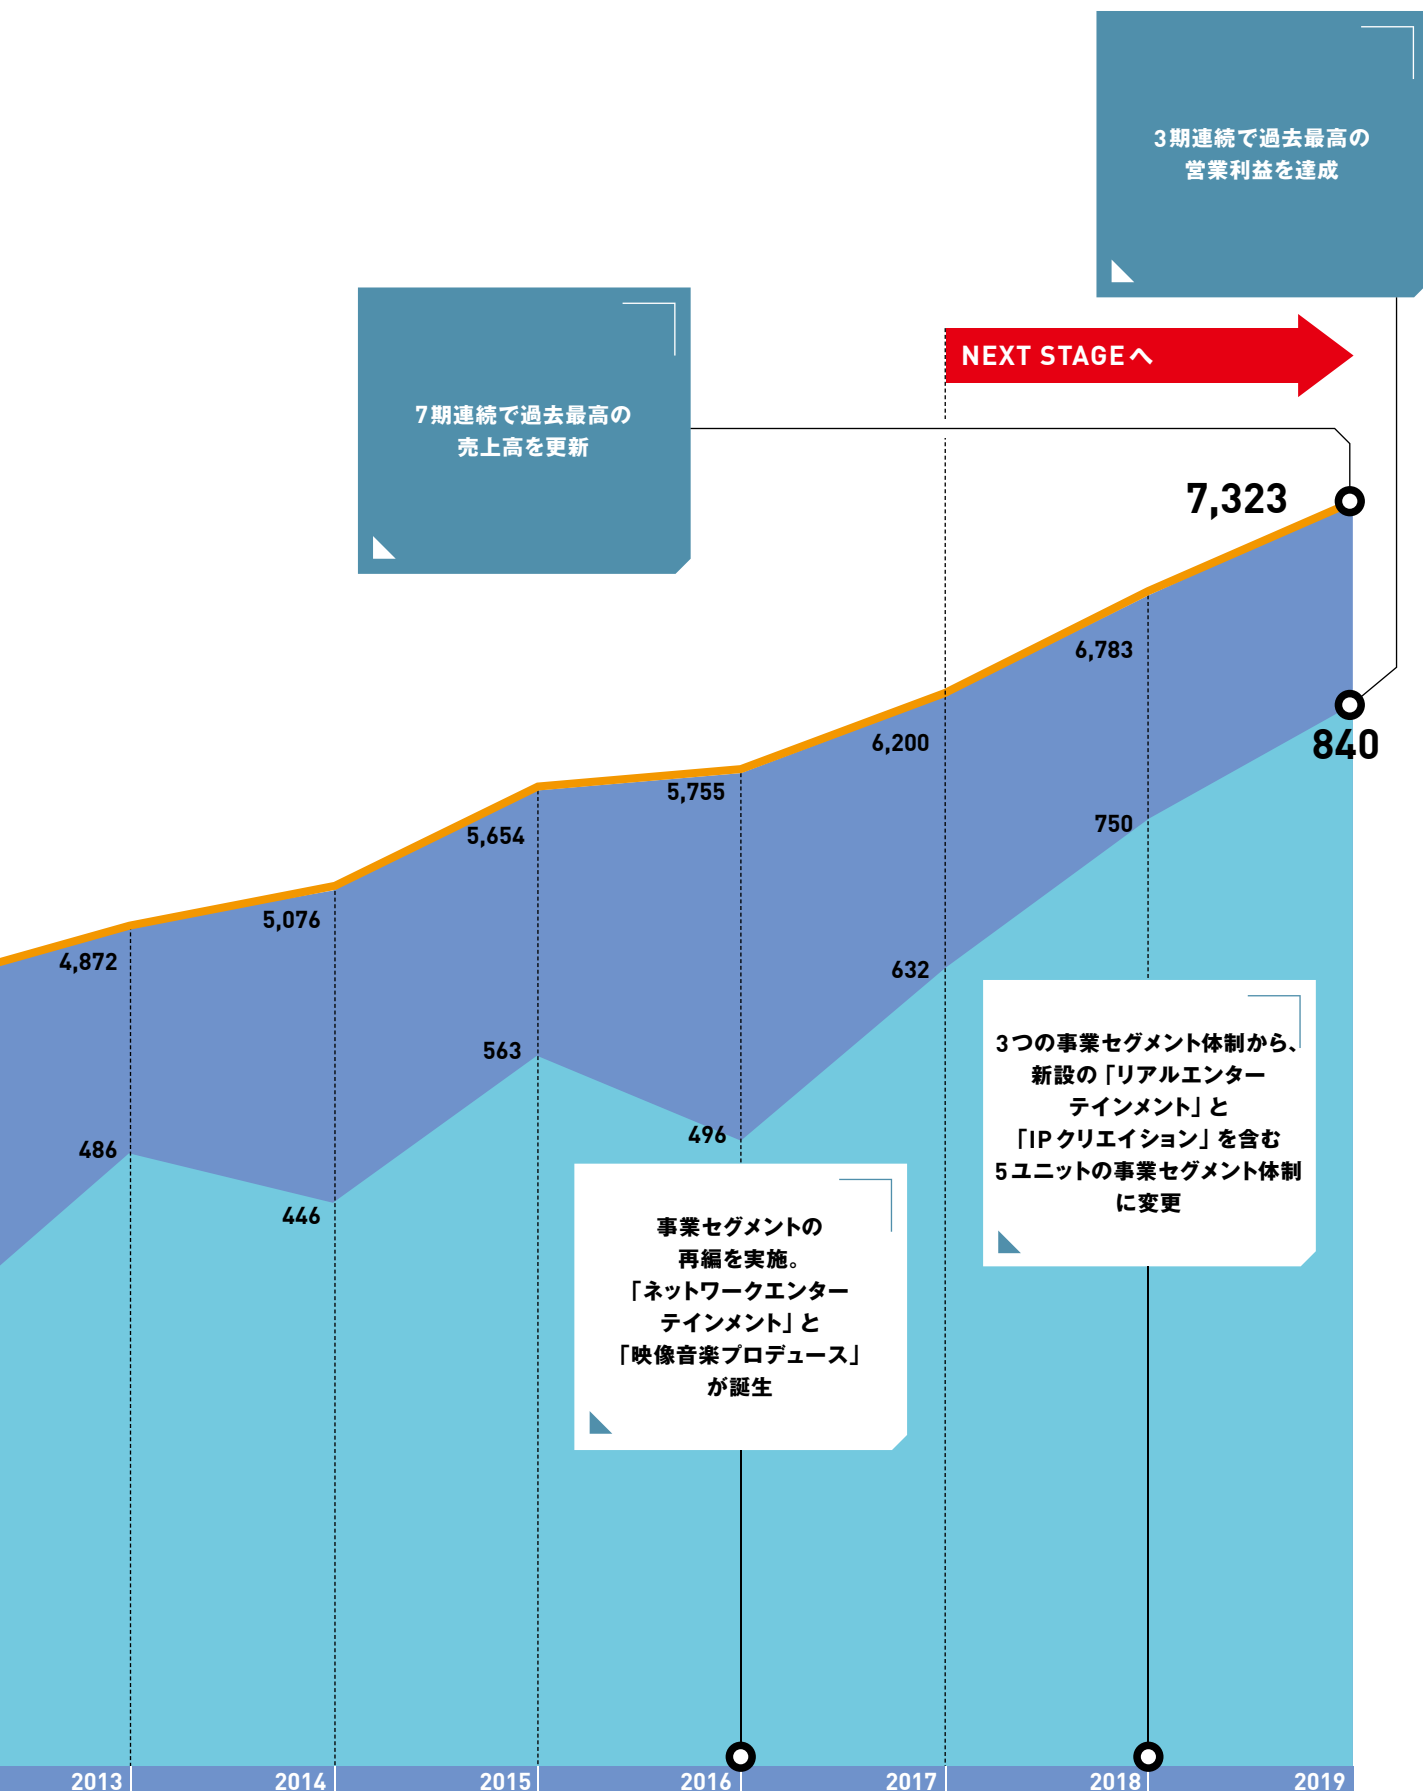 3期連続で過去最高の
営業利益を達成
NEXT STAGEへ
7期連続で過去最高の
売上高を更新
7,323
6,783
840
6,200
5,755
750
5,654
5,076
4,872
632
563
496
486
446
3つの事業セグメント体制から、
新設の「リアルエンター
テインメント」と
「IPクリエイション」を含む
5ユニットの事業セグメント体制
に変更
事業セグメントの
再編を実施。
「ネットワークエンター
テインメント」と
「映像音楽プロデュース」
が誕生
2013
2014
2015
2016
2017
2018
2019